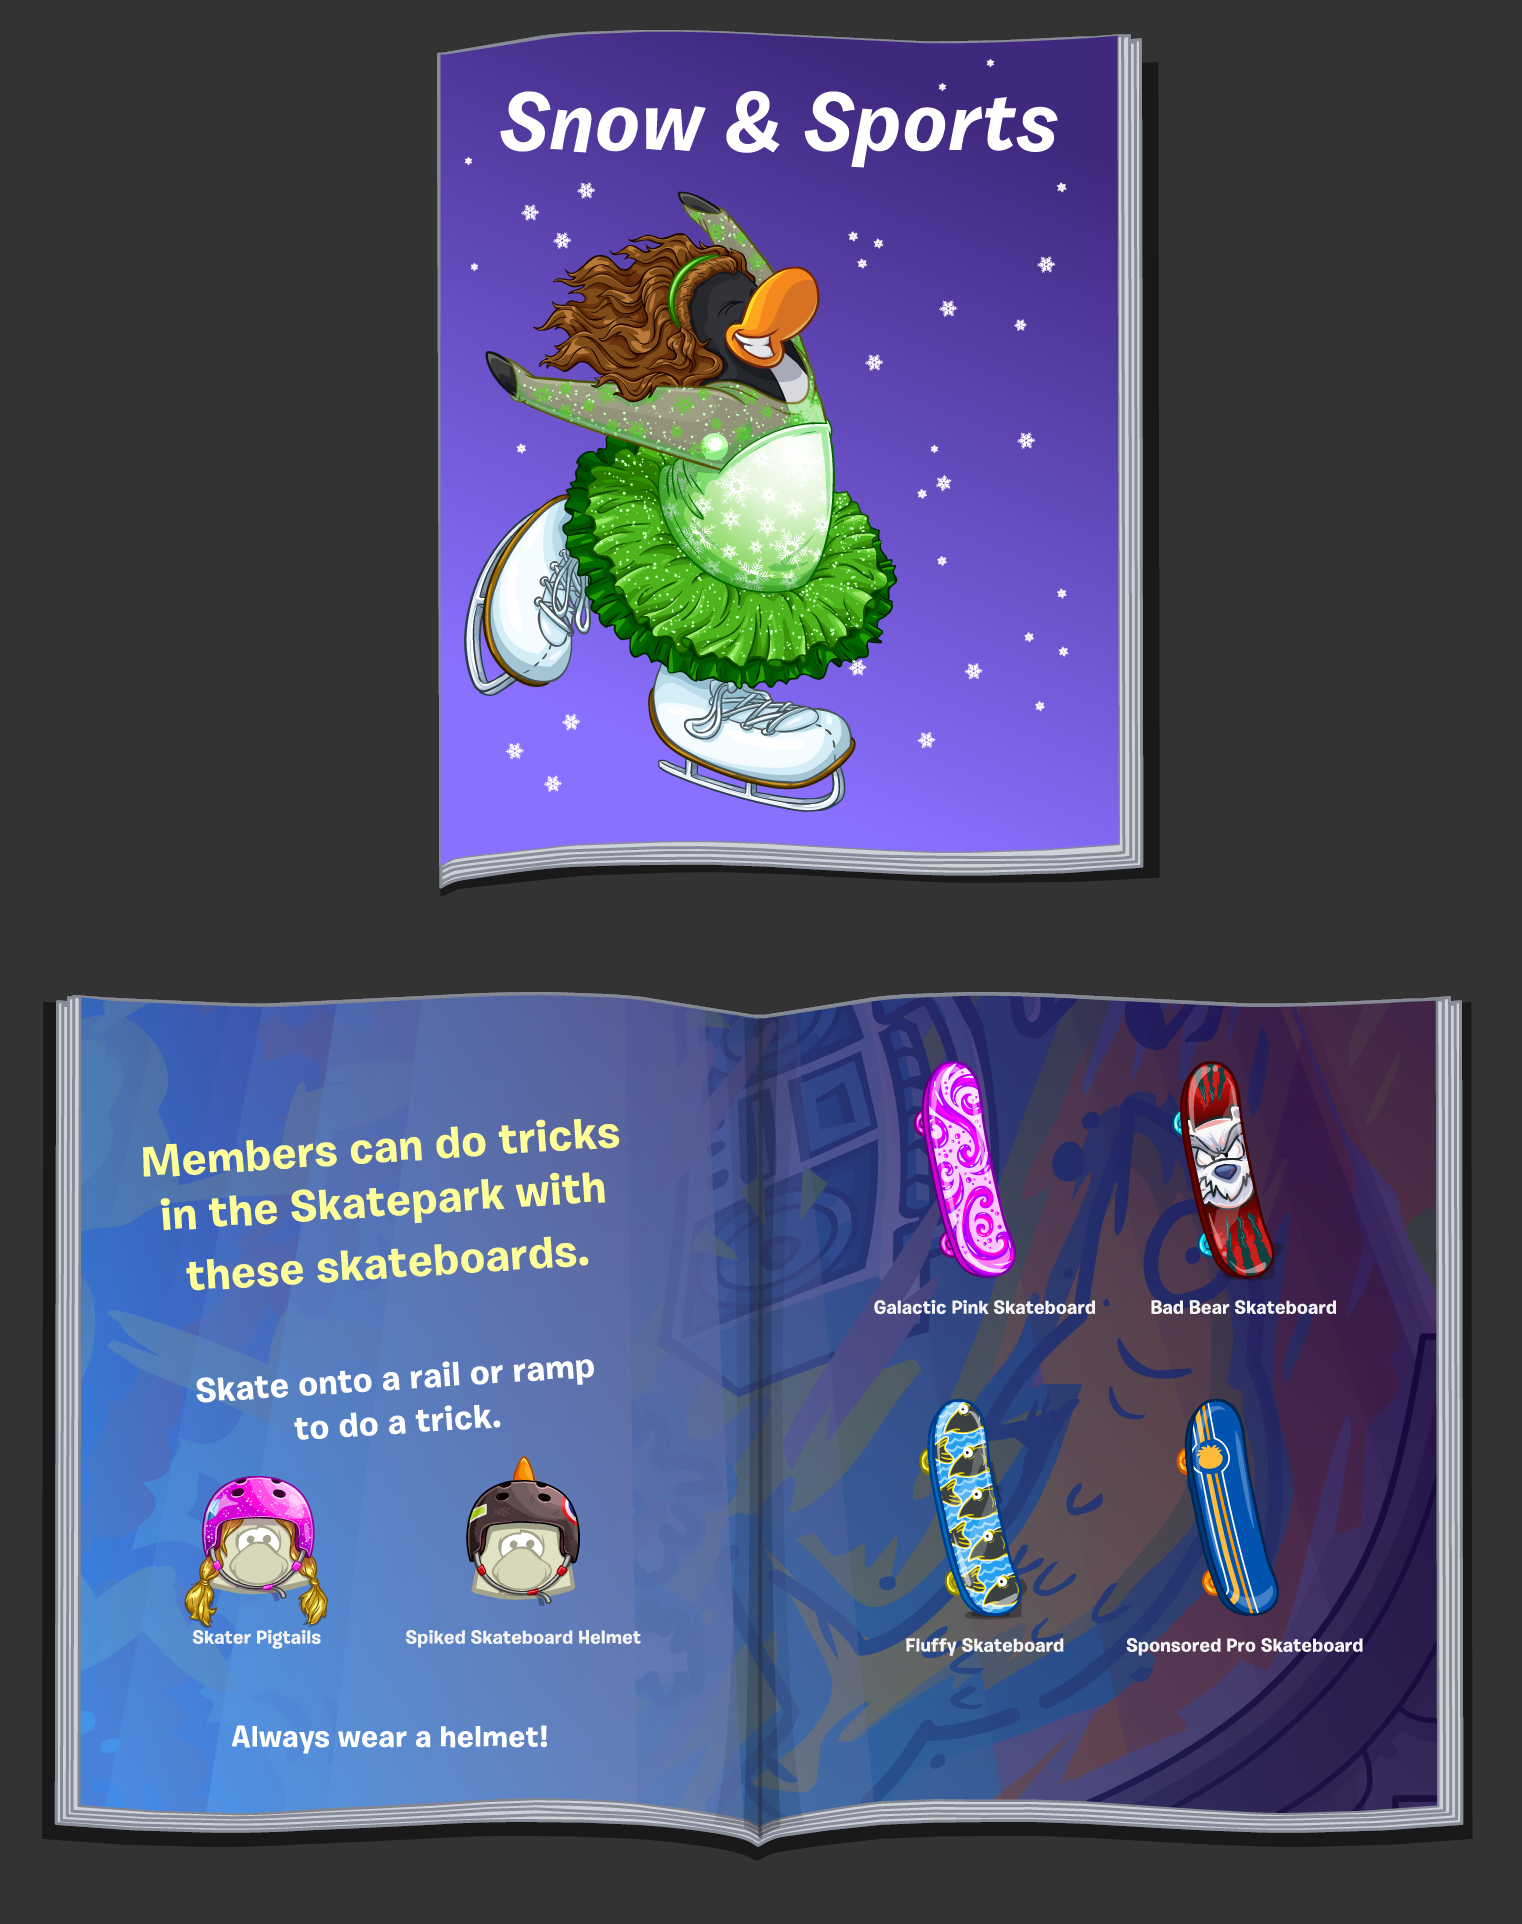 Snow & Sports
Members can do tricks
in the Skatepark with
these skateboards.
Skate onto a rail or ramp
to do a trick.
Skater Pigtails
Spiked Skateboard Helmet
Always wear a helmet!
Galactic Pink Skateboard
Bad Bear Skateboard
Fluffy Skateboard
Sponsored Pro Skateboard